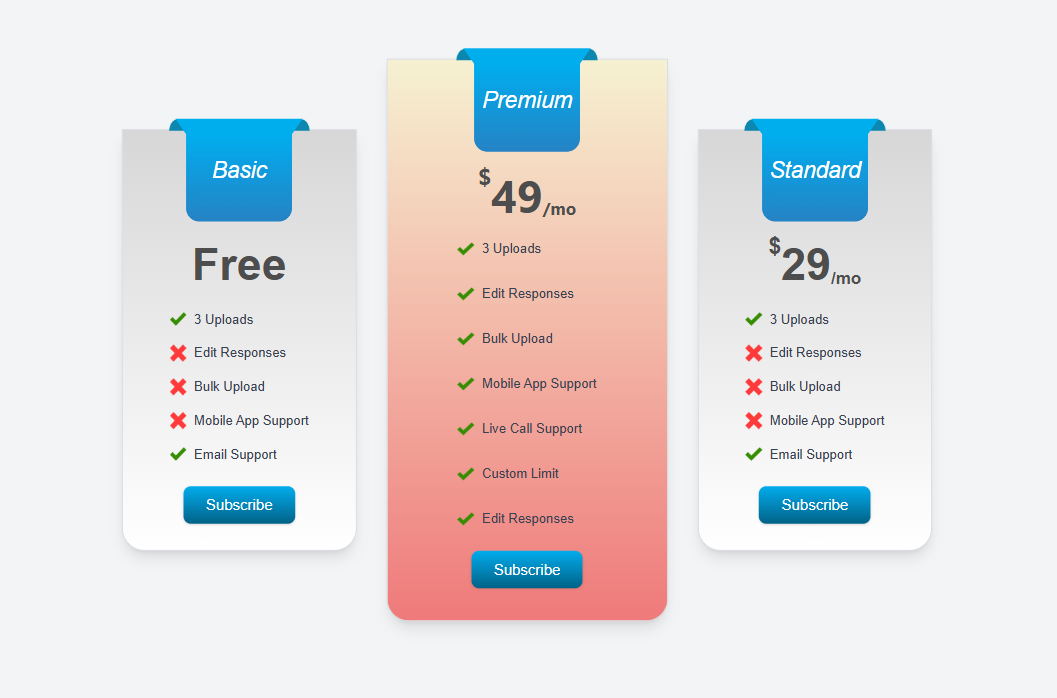 Basic
Free
3 Uploads
Edit Responses
Bulk Upload
Mobile App Support
Email Support
Subscribe
Premium
$49/mo
3 Uploads
Edit Responses
Bulk Upload
Mobile App Support
Live Call Support
Custom Limit
Edit Responses
Subscribe
Standard
$29/mo
3 Uploads
Edit Responses
Bulk Upload
Mobile App Support
Email Support
Subscribe